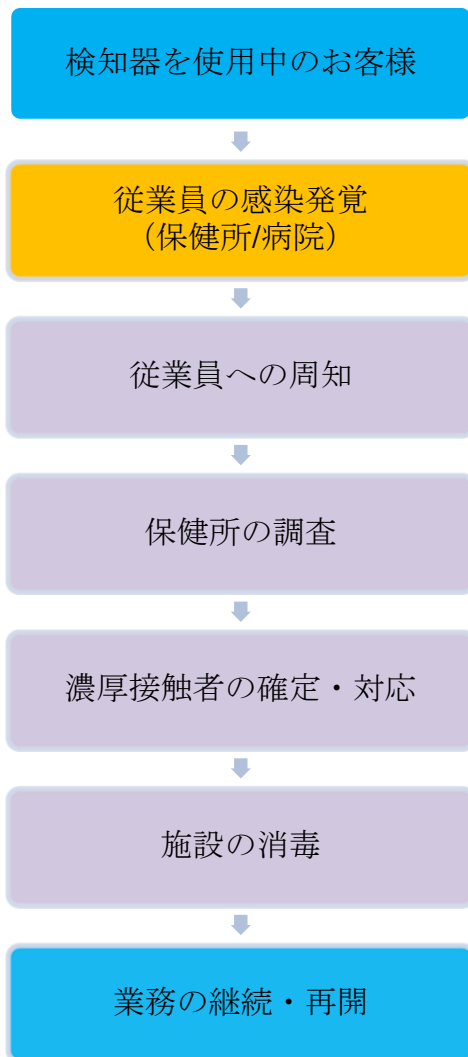 検知器を使用中のお客様
従業員の感染発覚
（保健所/病院）
従業員への周知
保健所の調査
濃厚接触者の確定・対応
施設の消毒
業務の継続・再開